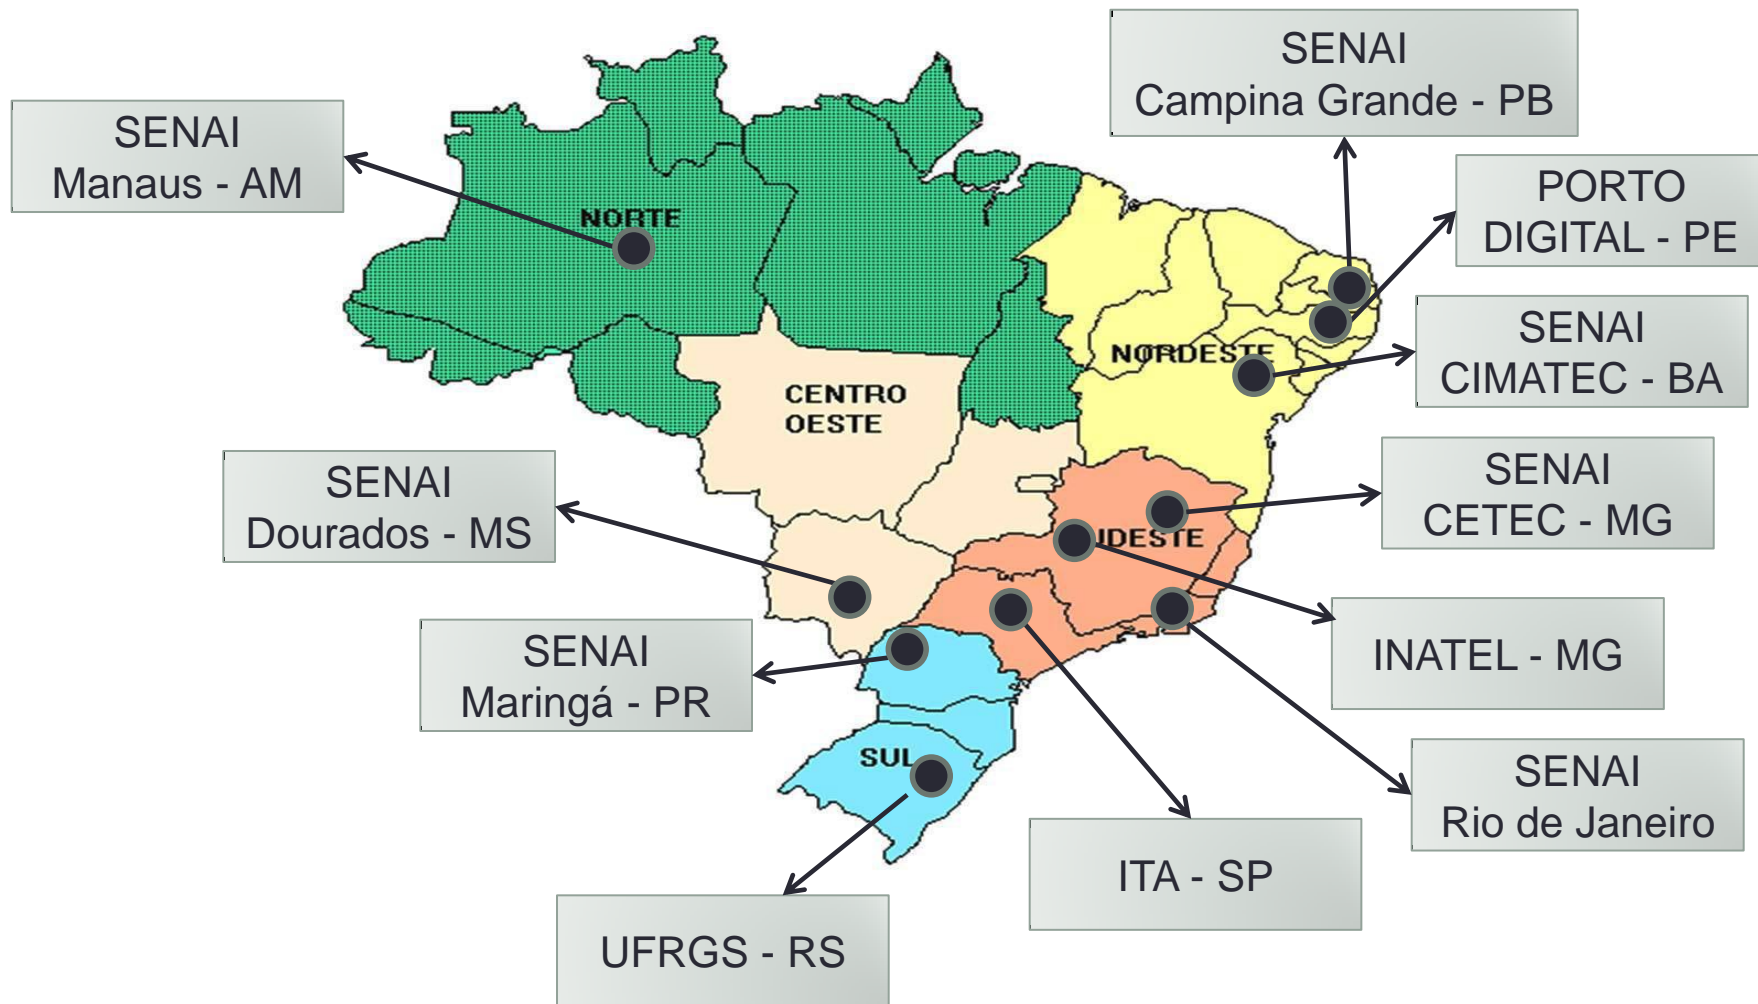 SENAI
Campina Grande - PB
SENAI
Manaus - AM
PORTO
DIGITAL - PE
NORTE
SENAI
CIMATEC - BA
NORDESTE
CENTRO
OESTE
SENAI
CETEC - MG
SENAI
Dourados - MS
UDESTE
SENAI
Maringá - PR
INATEL - MG
SUL
SENAI
Rio de Janeiro
ITA - SP
UFRGS - RS